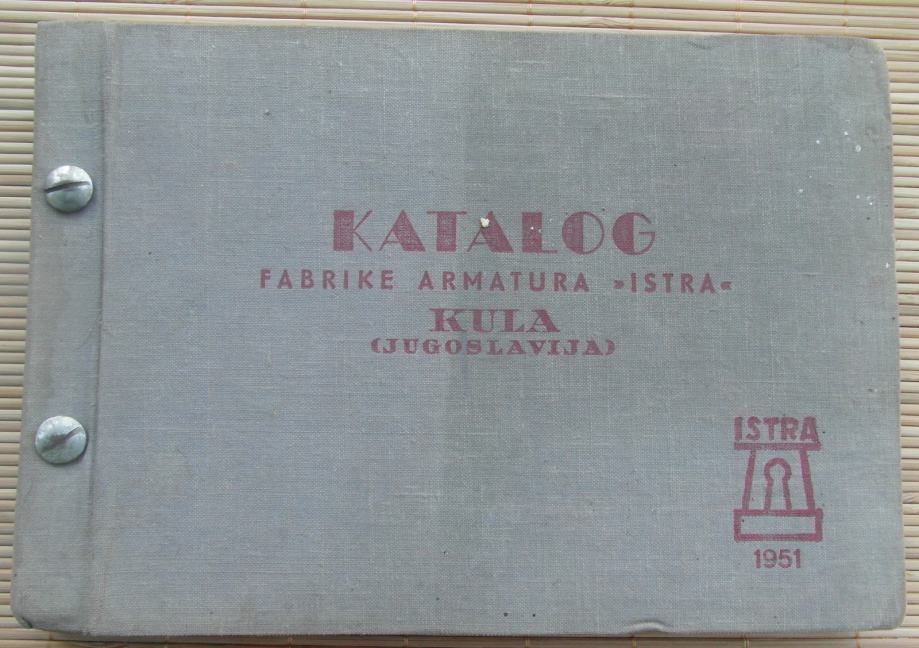 KATALOG
FABRIKE ARMATURA »ISTRA«
KULA
(JUGOSLAVIJA)
ISTRA
1951